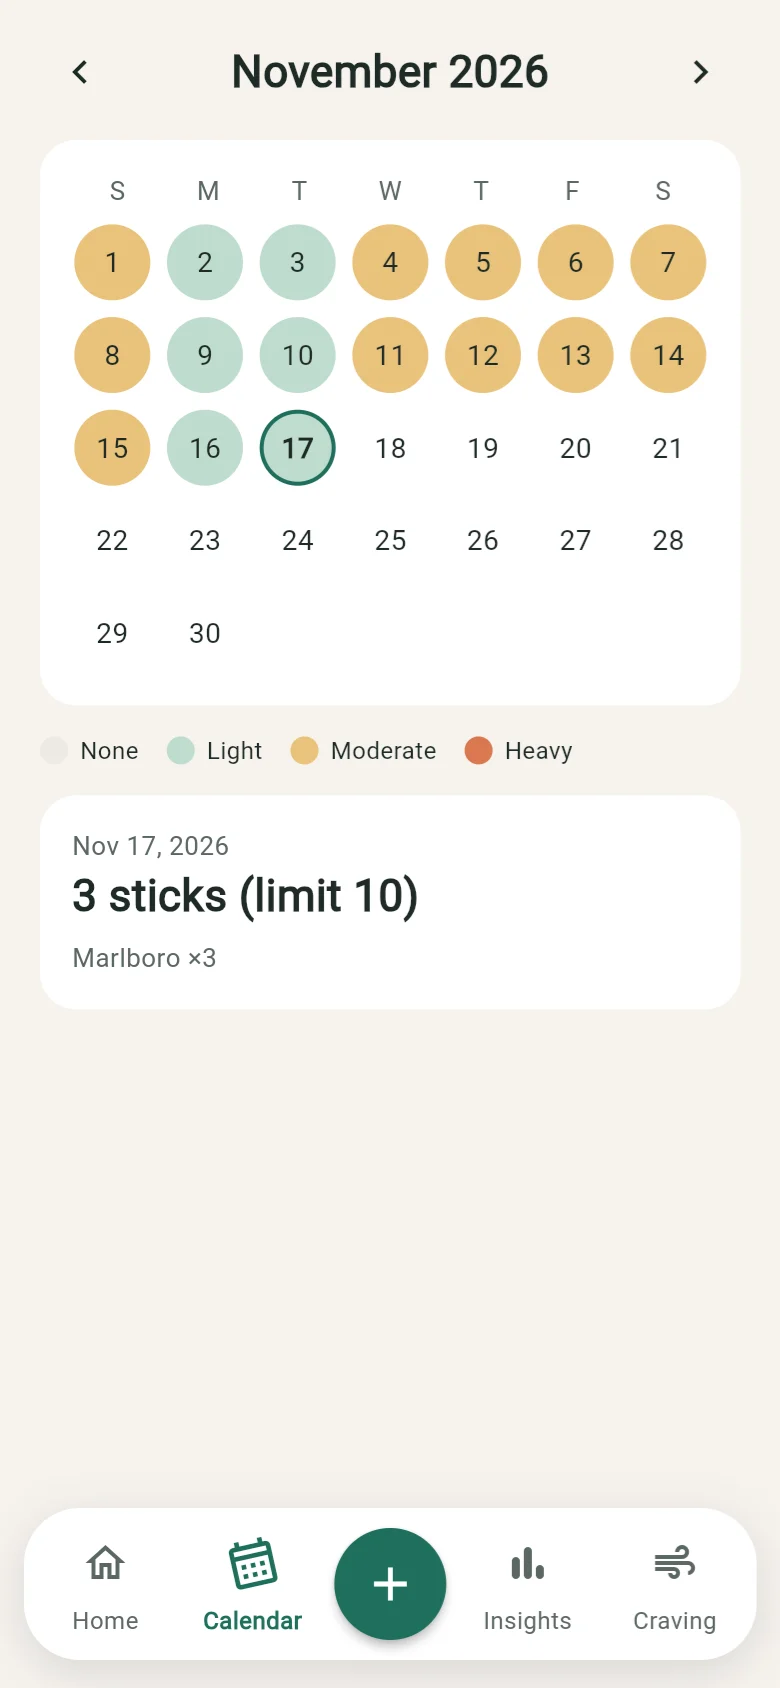 November 2026
S M T W T F S
1 2 3 4 5 6 7
8 9 10 11 12 13 14
15 16 17 18 19 20 21
22 23 24 25 26 27 28
29 30
None Light Moderate Heavy
Nov 17, 2026
3 sticks (limit 10)
Marlboro ×3
Home Calendar + Insights Craving